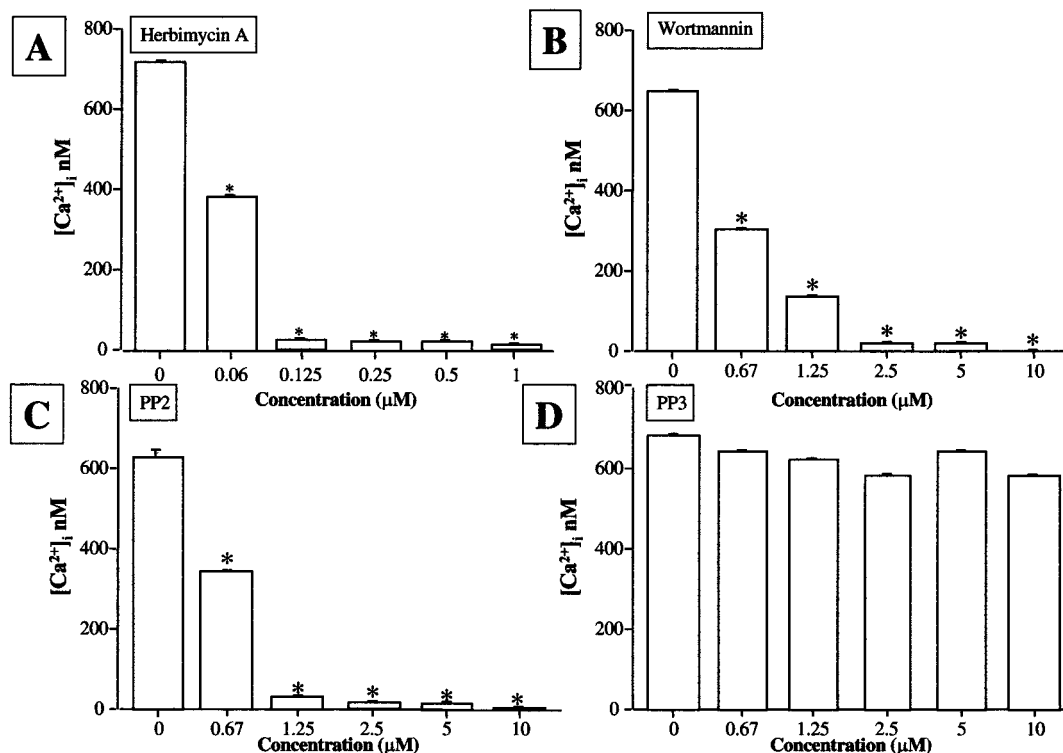 A
Herbimycin A
800
600
400
200
0
[Ca²⁺]ᵢ nM
*
*
*
*
*
0 0.06 0.125 0.25 0.5 1
Concentration (μM)
B
Wortmannin
800
600
400
200
0
[Ca²⁺]ᵢ nM
*
*
*
*
*
0 0.67 1.25 2.5 5 10
Concentration (μM)
C
PP2
800
600
400
200
0
[Ca²⁺]ᵢ nM
*
*
*
*
*
0 0.67 1.25 2.5 5 10
Concentration (μM)
D
PP3
800
600
400
200
0
[Ca²⁺]ᵢ nM
0 0.67 1.25 2.5 5 10
Concentration (μM)